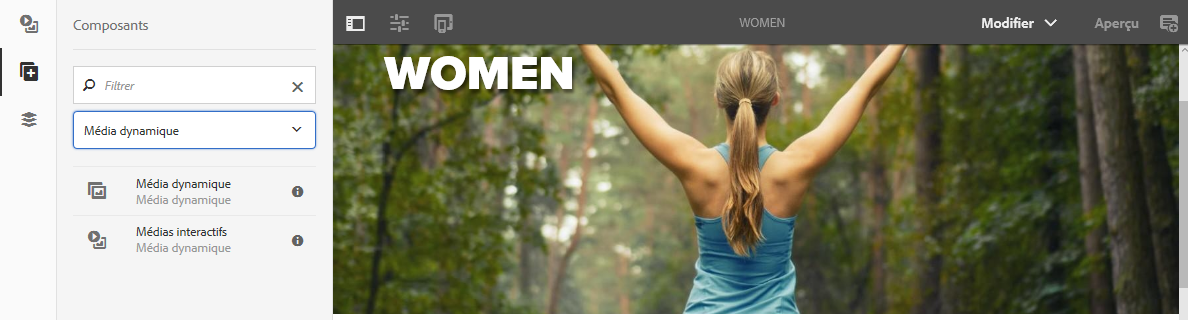 Composants
Filtrer
Média dynamique
Média dynamique
Média dynamique
Médias interactifs
Média dynamique
WOMEN
Modifier
Aperçu
WOMEN